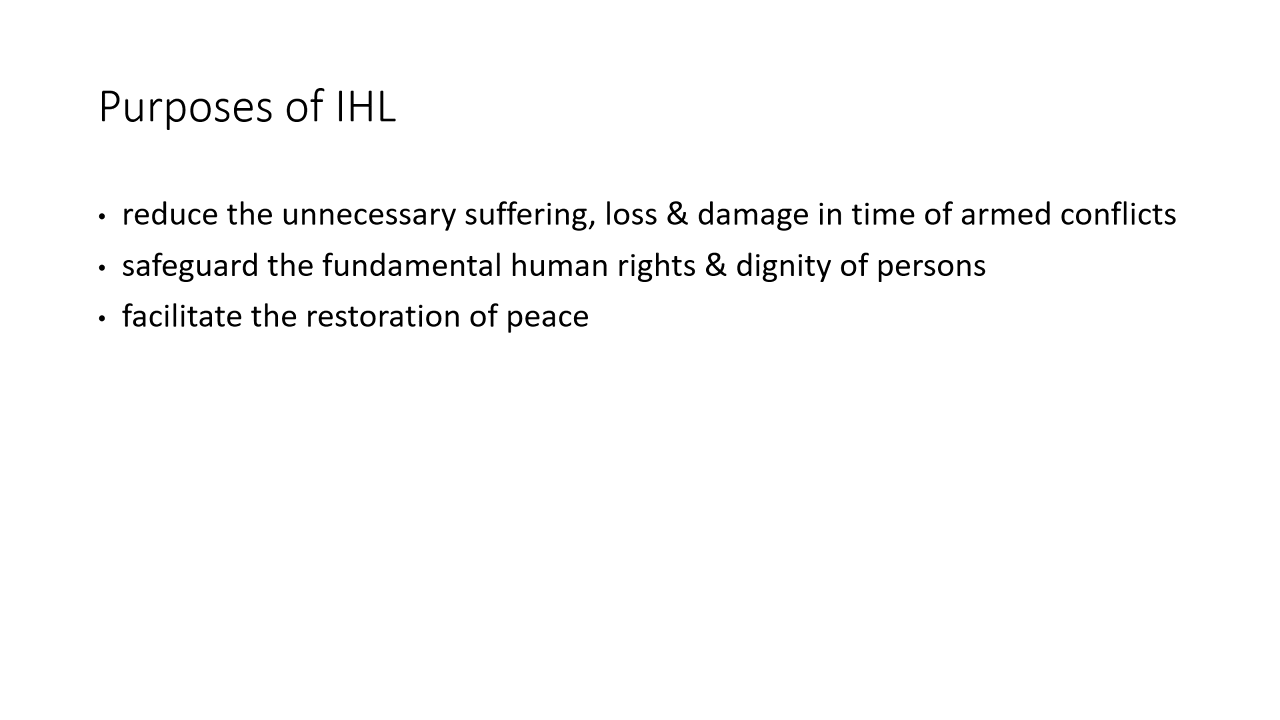 Purposes of IHL
• reduce the unnecessary suffering, loss & damage in time of armed conflicts
• safeguard the fundamental human rights & dignity of persons
• facilitate the restoration of peace